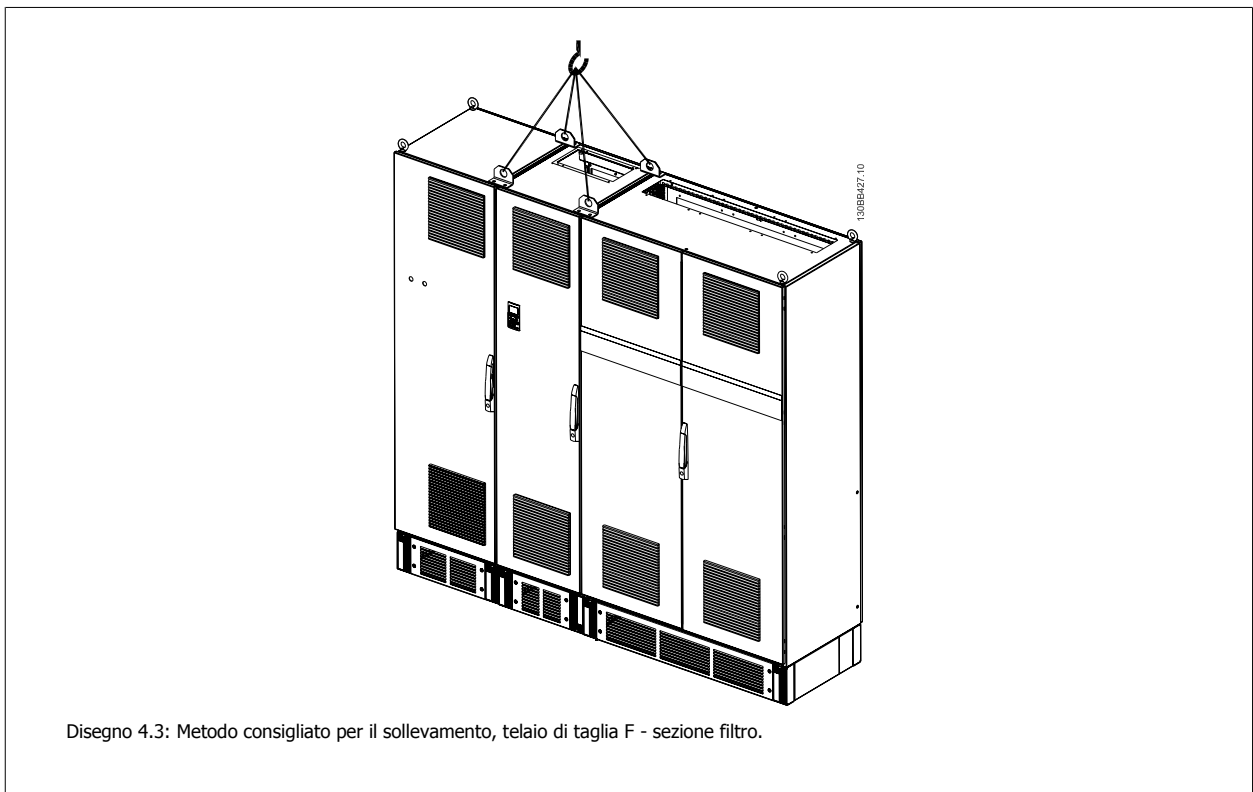 130BB427.10
Disegno 4.3: Metodo consigliato per il sollevamento, telaio di taglia F - sezione filtro.